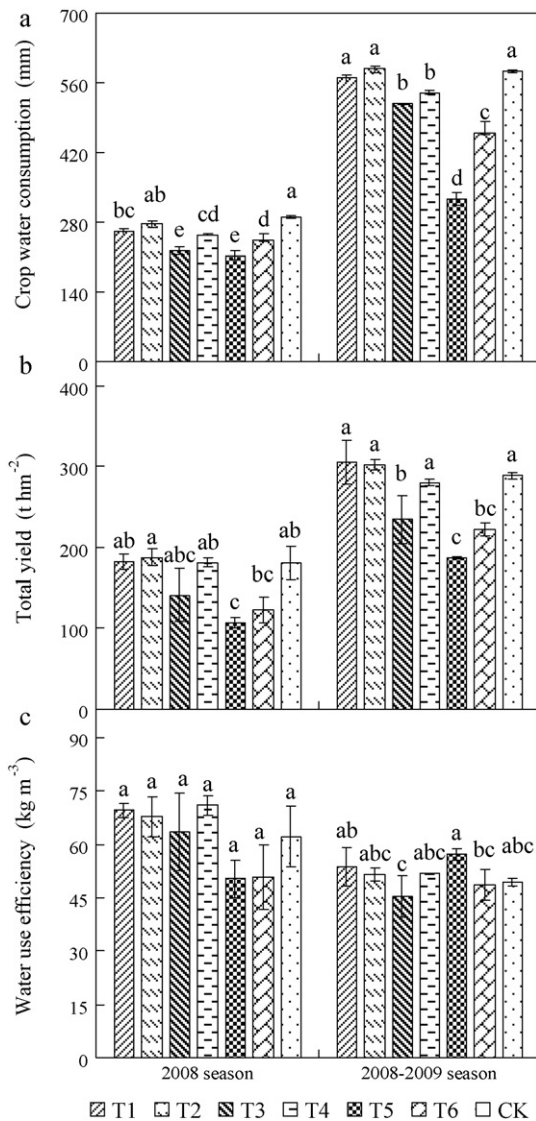 a
Crop water consumption (mm)
700
560
420
280
140
0
bc ab e cd e d a
a a b b d c a
b
Total yield (t hm⁻²)
400
300
200
100
0
ab a abc ab c bc ab
a a b a c bc a
c
Water use efficiency (kg m⁻³)
90
75
60
45
30
15
0
a a a a a a a
ab abc c abc a bc abc
2008 season 2008-2009 season
T1 T2 T3 T4 T5 T6 CK